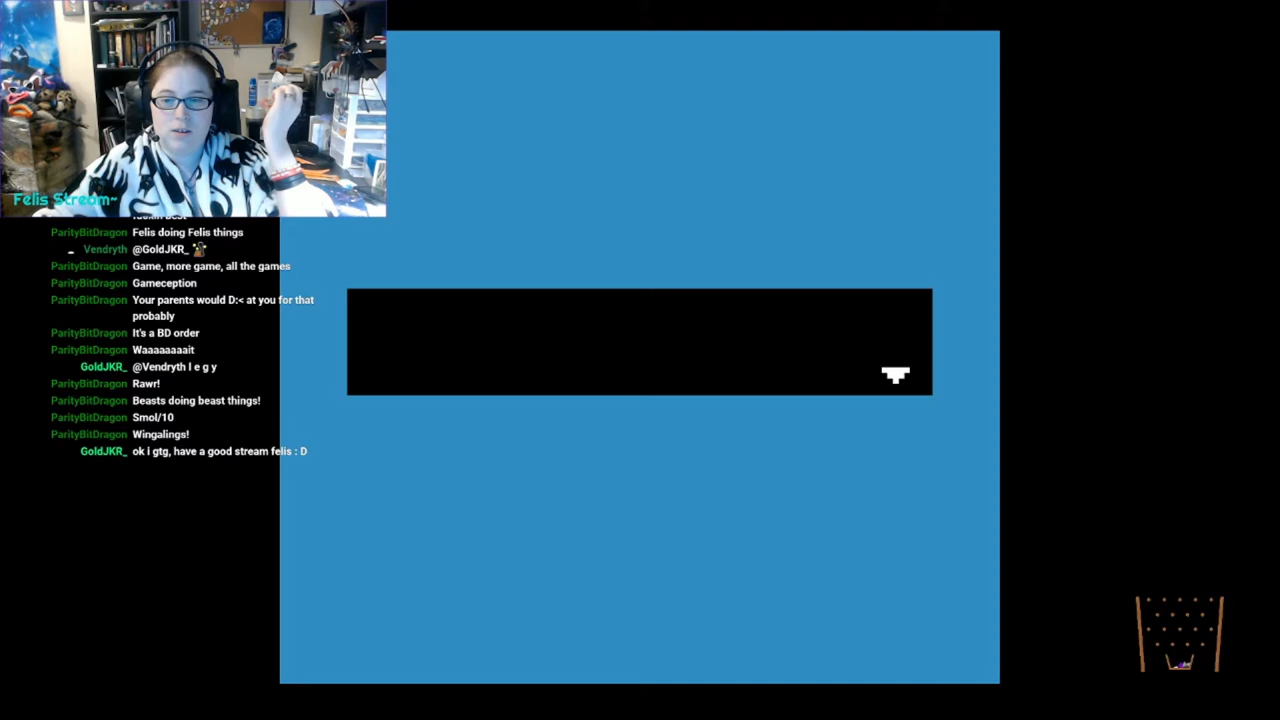 Felis Stream~
ParityBitDragon Felis doing Felis things
Vendryth @GoldJKR_
ParityBitDragon Game, more game, all the games
ParityBitDragon Gameception
ParityBitDragon Your parents would D:< at you for that
probably
ParityBitDragon It's a BD order
ParityBitDragon Waaaaaaait
GoldJKR_ @Vendryth l e g y
ParityBitDragon Rawr!
ParityBitDragon Beasts doing beast things!
ParityBitDragon Smol/10
ParityBitDragon Wingalings!
GoldJKR_ ok i gtg, have a good stream felis : D